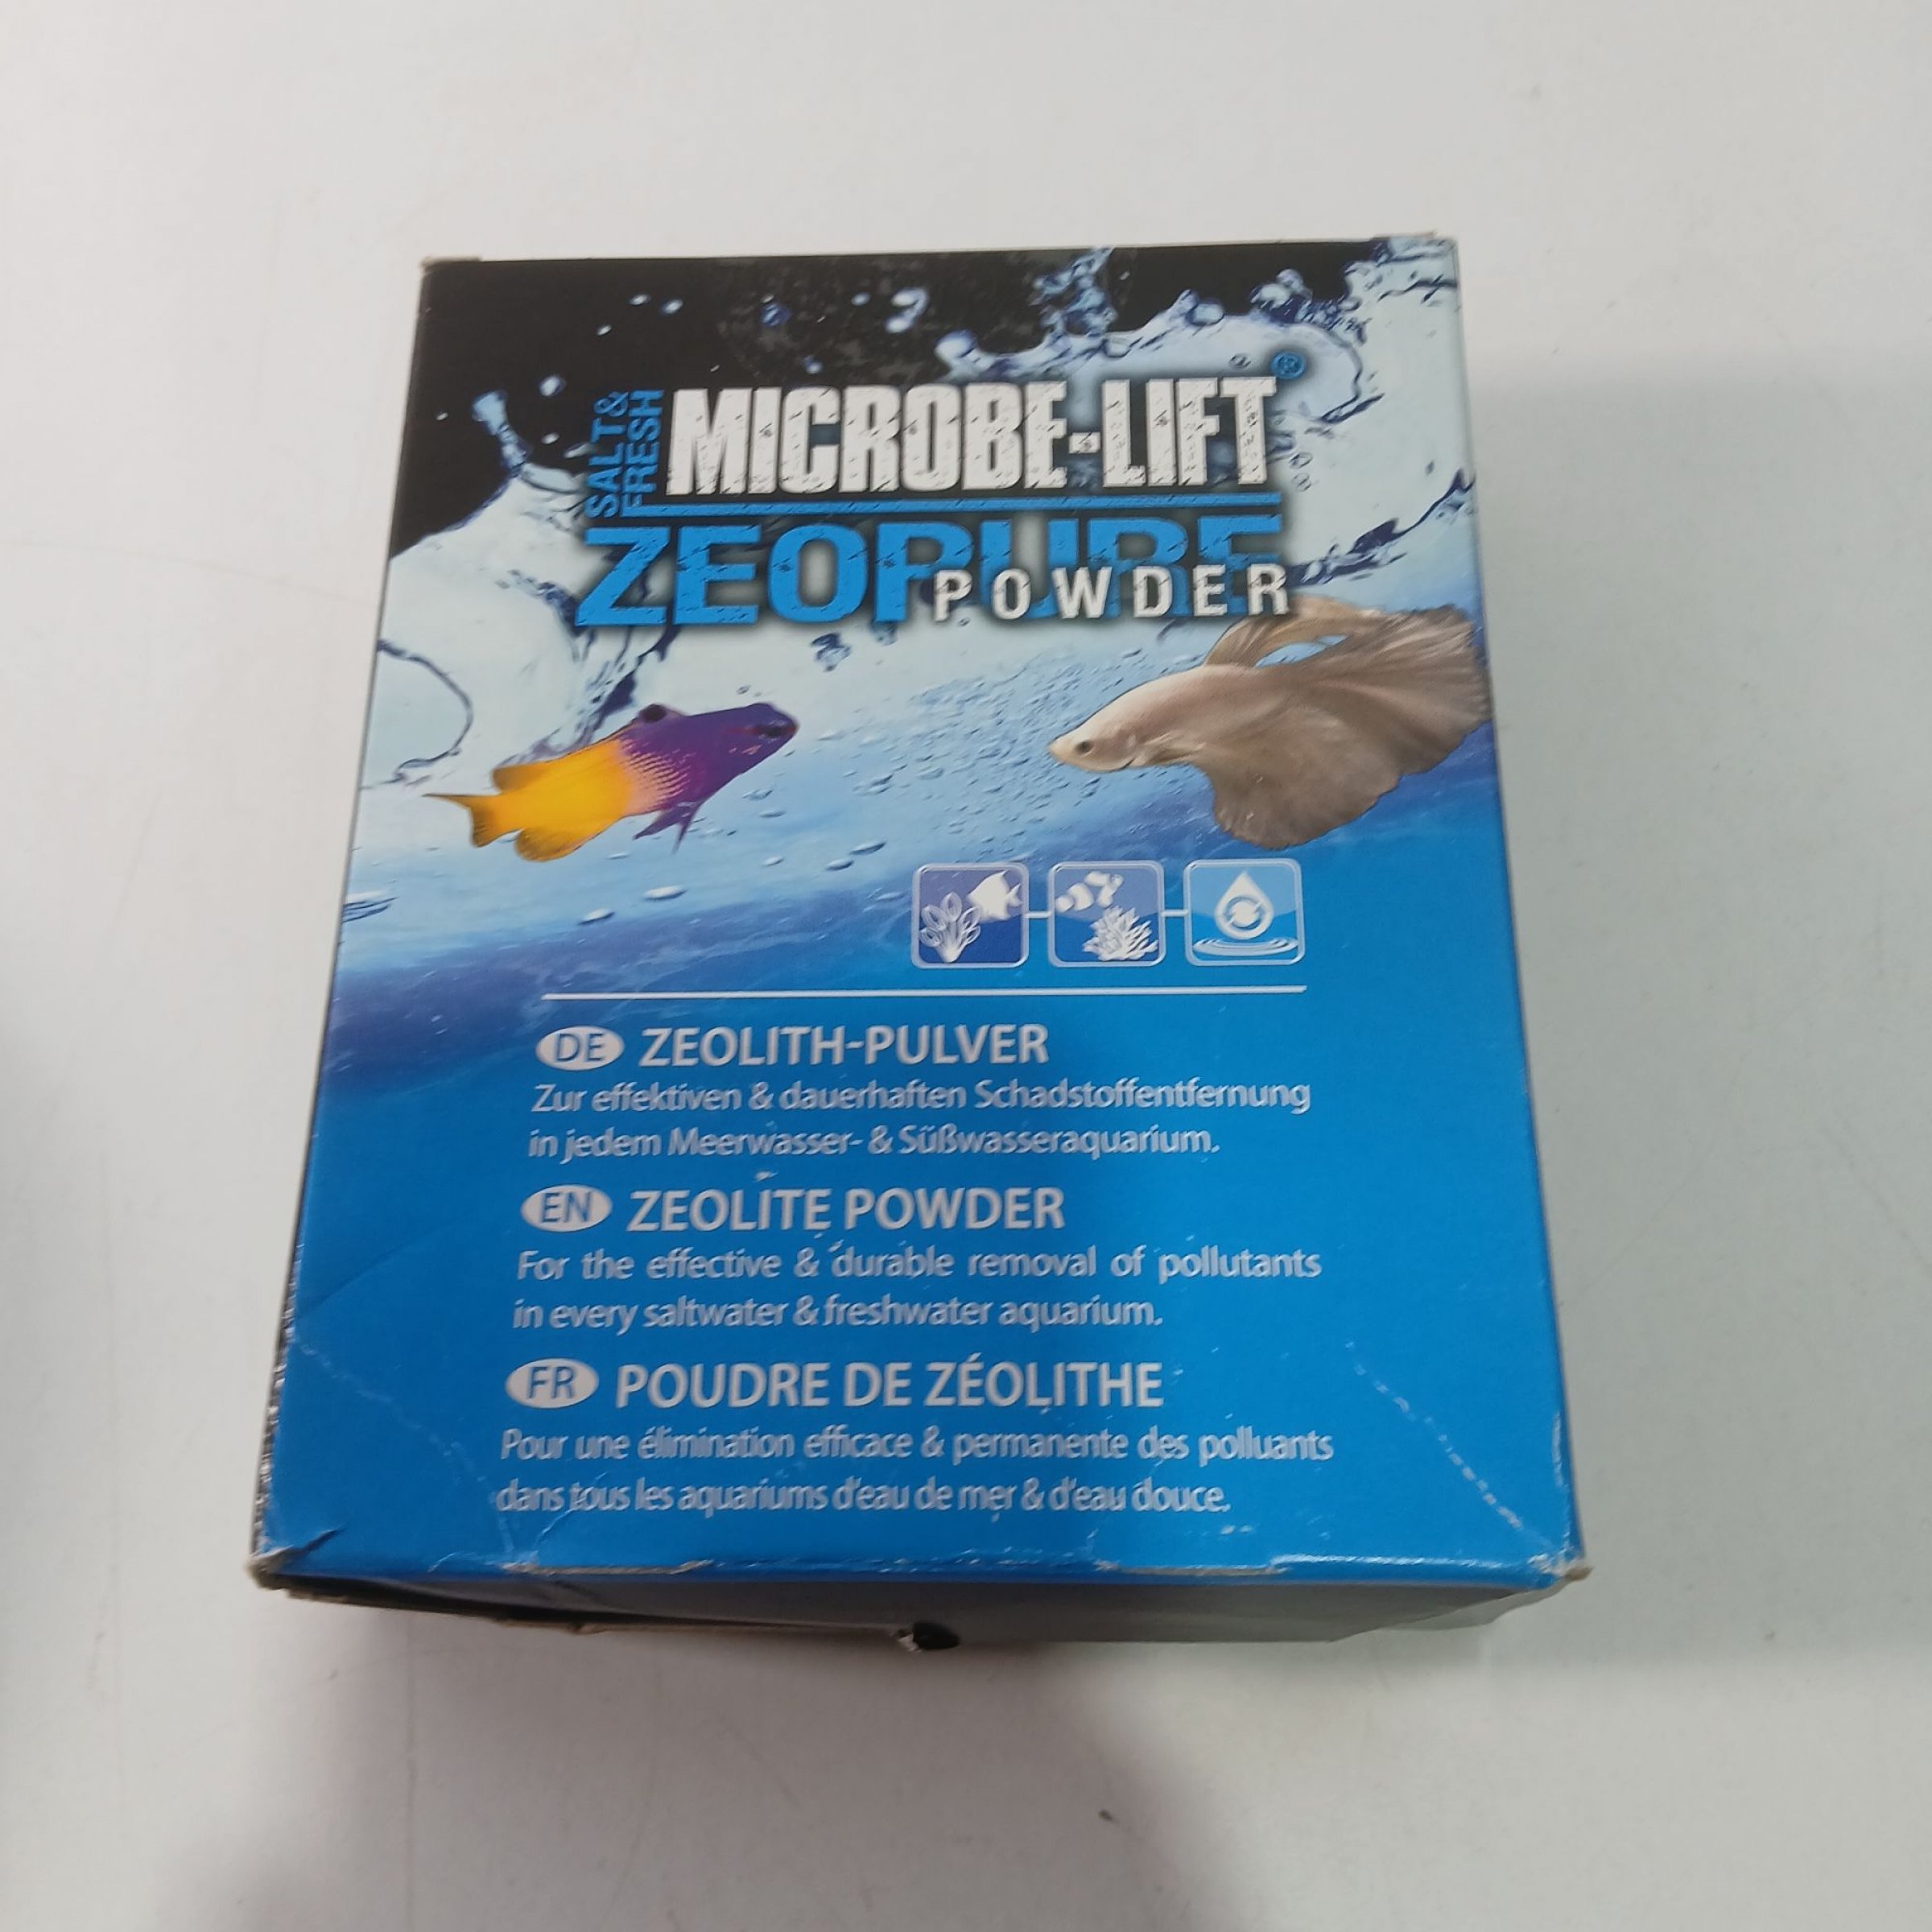 SALT &
FRESH
MICROBE-LIFT®
ZEOPURE
POWDER
DE ZEOLITH-PULVER
Zur effektiven & dauerhaften Schadstoffentfernung
in jedem Meerwasser- & Süßwasseraquarium.
EN ZEOLITE POWDER
For the effective & durable removal of pollutants
in every saltwater & freshwater aquarium.
FR POUDRE DE ZÉOLITHE
Pour une élimination efficace & permanente des polluants
dans tous les aquariums d'eau de mer & d'eau douce.